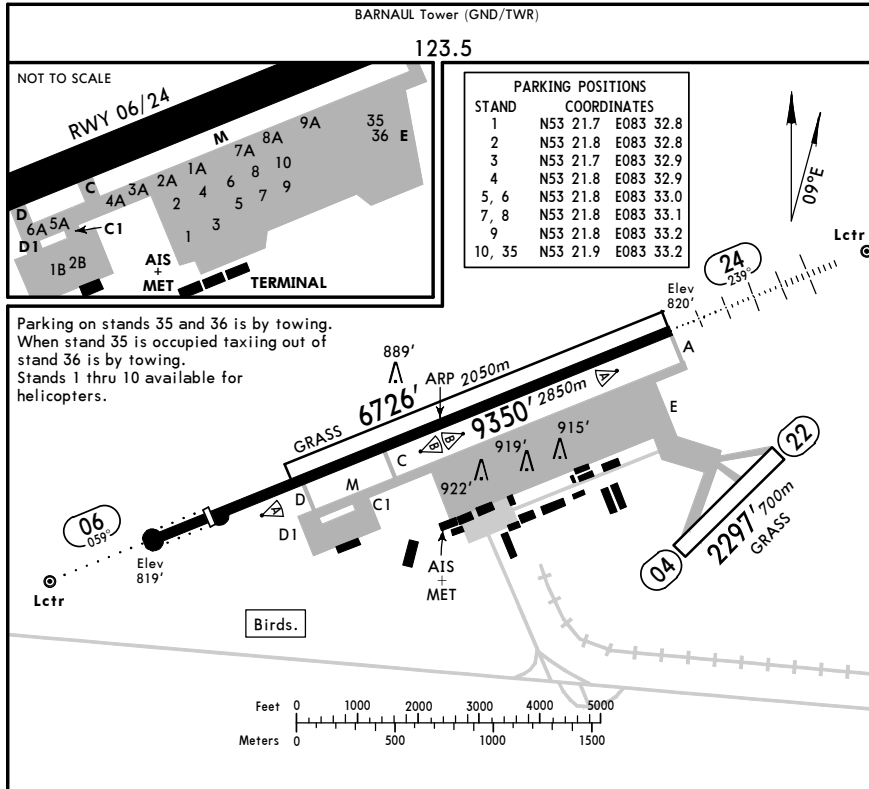 BARNAUL Tower (GND/TWR)
123.5
NOT TO SCALE
RWY 06/24
M
C
D
E
35
36
9A
8A
7A
1A
2A
3A
4A
5A
6A
10
8
6
4
2
9
7
5
3
1
C1
D1
1B
2B
AIS
+
MET
TERMINAL
PARKING POSITIONS
STAND COORDINATES
1 N53 21.7 E083 32.8
2 N53 21.8 E083 32.8
3 N53 21.7 E083 32.9
4 N53 21.8 E083 32.9
5, 6 N53 21.8 E083 33.0
7, 8 N53 21.8 E083 33.1
9 N53 21.8 E083 33.2
10, 35 N53 21.9 E083 33.2
09°E
Lctr
24
239°
Elev
820'
Parking on stands 35 and 36 is by towing.
When stand 35 is occupied taxiing out of
stand 36 is by towing.
Stands 1 thru 10 available for
helicopters.
889'
ARP
GRASS 6726' 2050m
9350' 2850m
A
A
B
B
E
915'
919'
922'
C
M
D
C1
D1
A
06
059°
Elev
819'
Lctr
AIS
+
MET
22
04
2297' 700m
GRASS
Birds.
Feet 0 1000 2000 3000 4000 5000
Meters 0 500 1000 1500